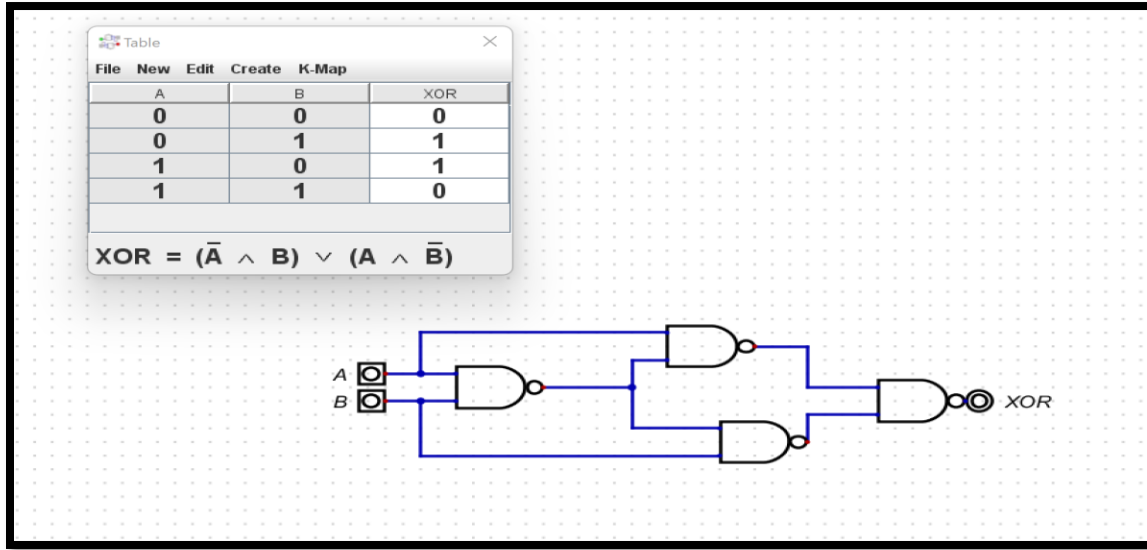 Table
File New Edit Create K-Map
A B XOR
0 0 0
0 1 1
1 0 1
1 1 0
XOR = (A̅ ∧ B) ∨ (A ∧ B̅)
A
B
XOR